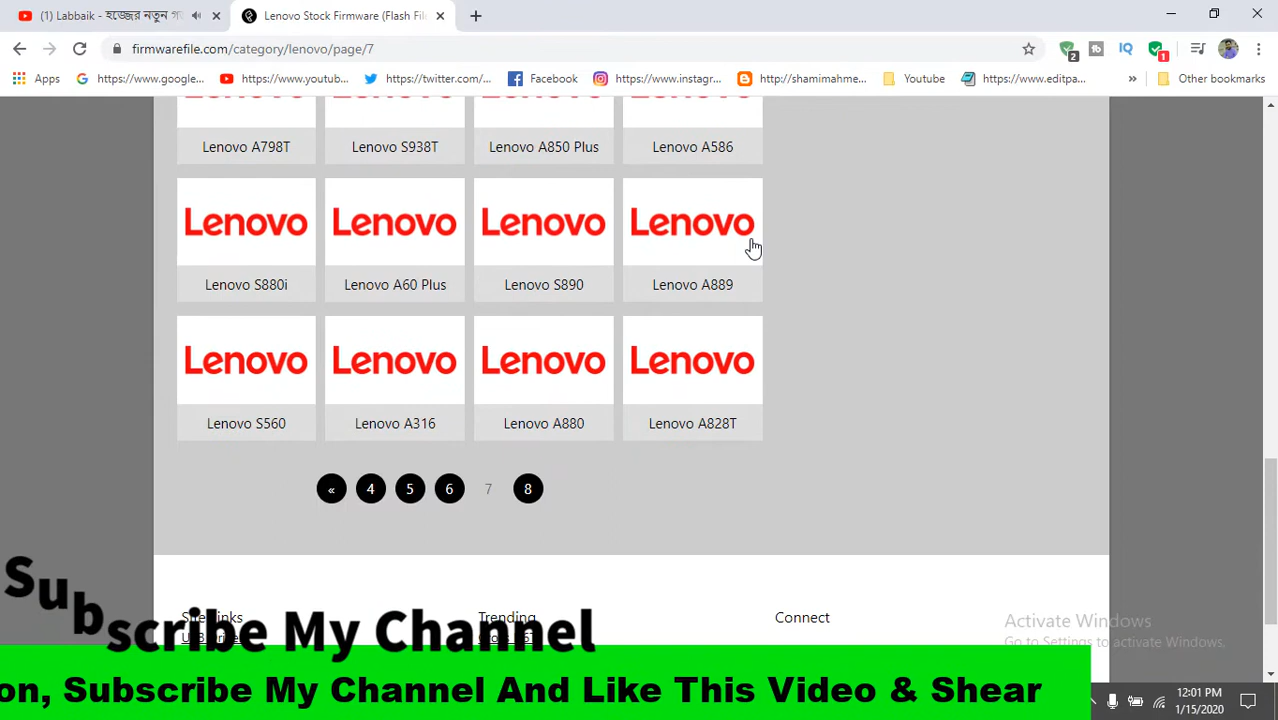 (1) Labbaik - হজ্জের নতুন গ
Lenovo Stock Firmware (Flash Fil
firmwarefile.com/category/lenovo/page/7
2
Apps
https://www.google...
https://www.youtub...
https://twitter.com/...
Facebook
https://www.instagr...
http://shamimahme...
Youtube
https://www.editpa...
»
Other bookmarks
Lenovo A798T
Lenovo S938T
Lenovo A850 Plus
Lenovo A586
Lenovo Lenovo Lenovo Lenovo
Lenovo S880i
Lenovo A60 Plus
Lenovo S890
Lenovo A889
Lenovo Lenovo Lenovo Lenovo
Lenovo S560
Lenovo A316
Lenovo A880
Lenovo A828T
« 4 5 6 7 8
Site Links
Trending
Connect
Activate Windows
Go to Settings to activate Windows.
Subscribe My Channel
on, Subscribe My Channel And Like This Video & Shear
12:01 PM
1/15/2020